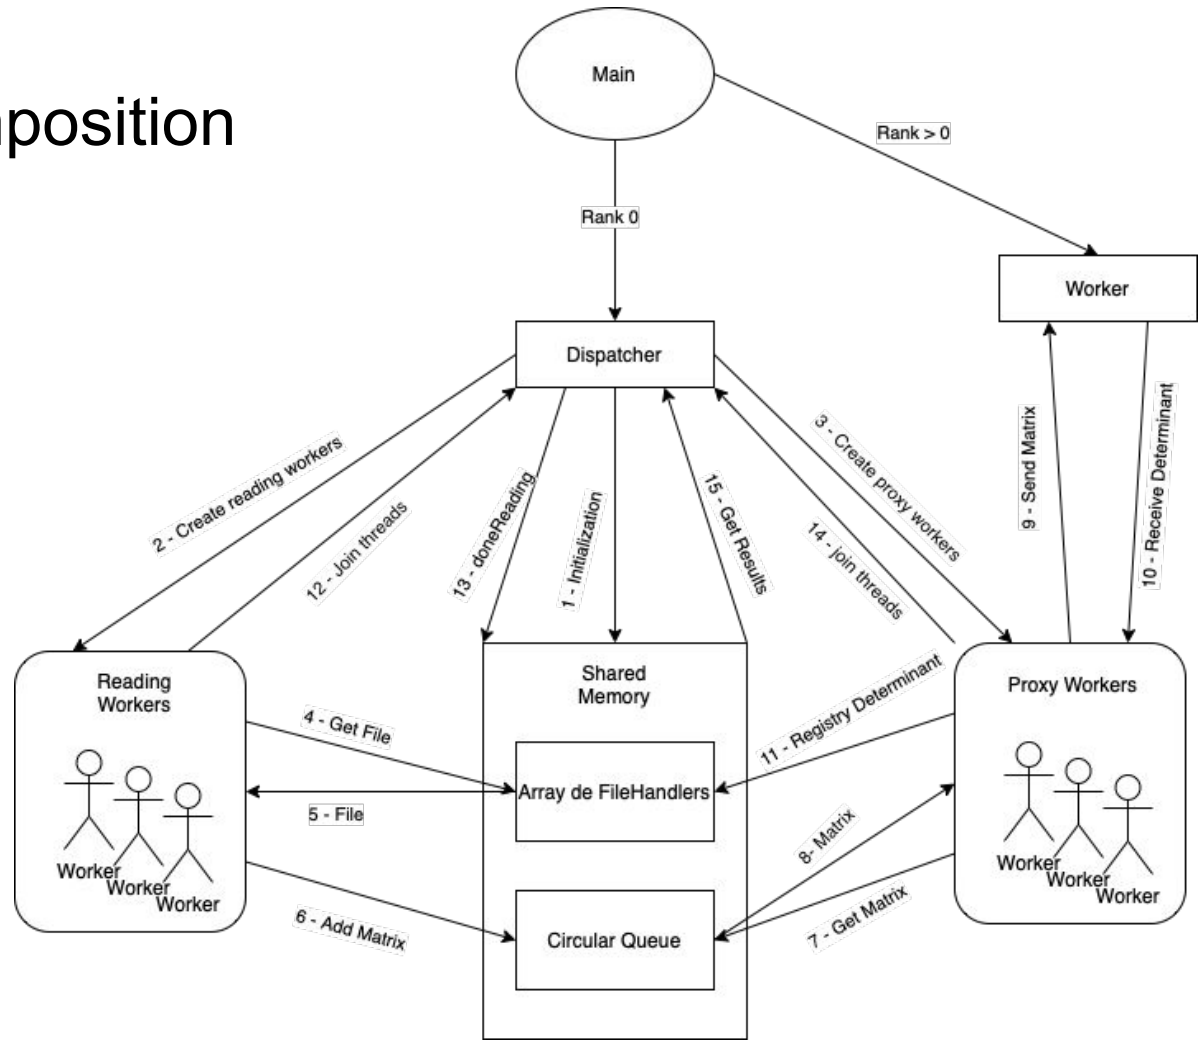 Main
position
Rank > 0
Rank 0
Worker
Dispatcher
3 - Create proxy workers
9 - Send Matrix
10 - Receive Determinant
2 - Create reading workers
12 - Join threads
13 - doneReading
1 - Initialization
15 - Get Results
14 - join threads
Reading
Workers
Shared
Memory
Proxy Workers
11 - Registry Determinant
4 - Get File
Array de FileHandlers
5 - File
8- Matrix
Worker
Worker
Worker
Worker
Worker
Worker
6 - Add Matrix
7 - Get Matrix
Circular Queue